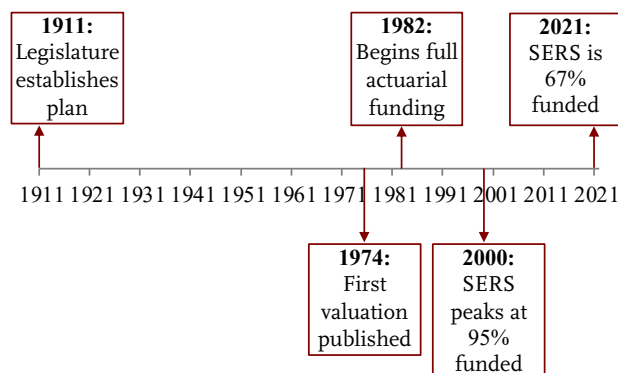 1911:
Legislature
establishes
plan
1982:
Begins full
actuarial
funding
2021:
SERS is
67%
funded
1911 1921 1931 1941 1951 1961 1971 1981 1991 2001 2011 2021
1974:
First
valuation
published
2000:
SERS
peaks at
95%
funded